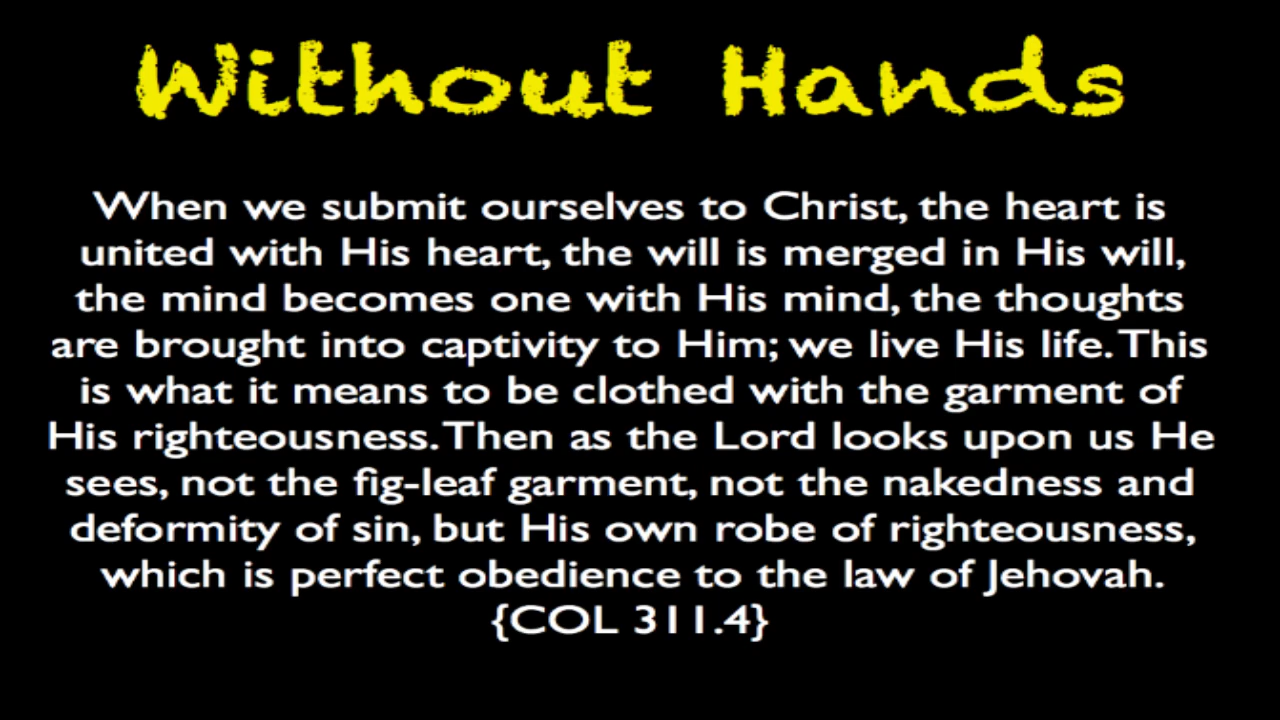 Without Hands
When we submit ourselves to Christ, the heart is
united with His heart, the will is merged in His will,
the mind becomes one with His mind, the thoughts
are brought into captivity to Him; we live His life. This
is what it means to be clothed with the garment of
His righteousness. Then as the Lord looks upon us He
sees, not the fig-leaf garment, not the nakedness and
deformity of sin, but His own robe of righteousness,
which is perfect obedience to the law of Jehovah.
{COL 311.4}